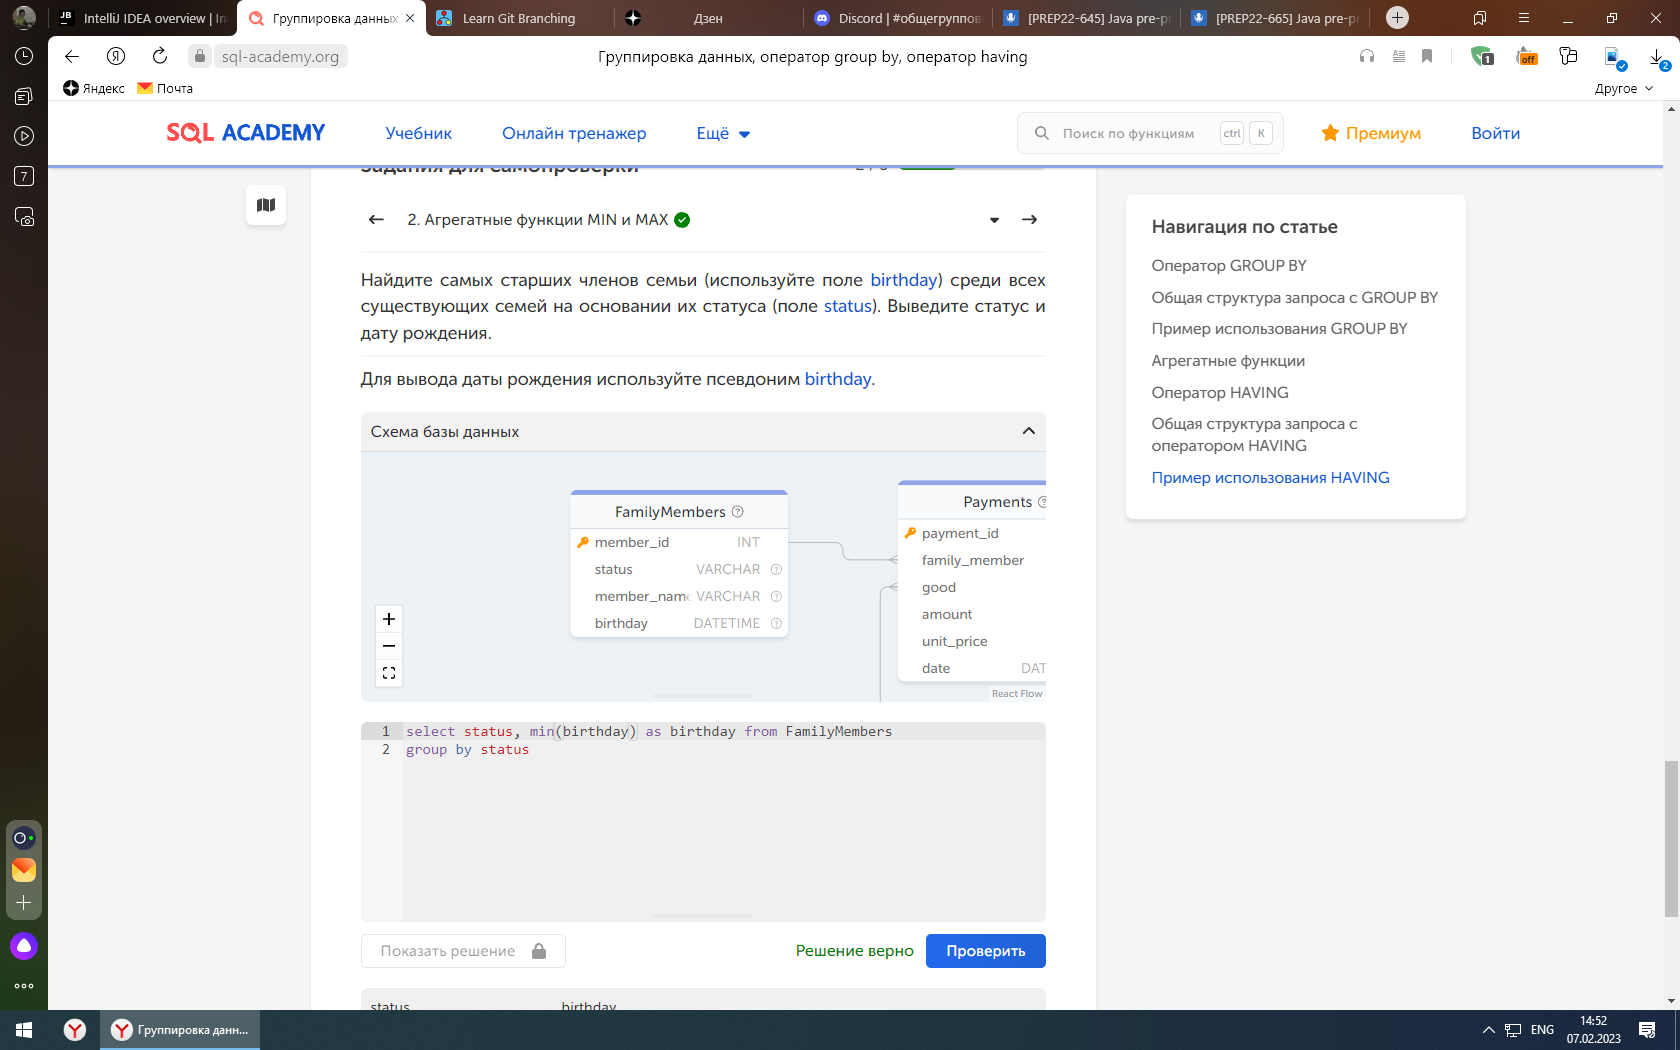 IntelliJ IDEA overview | In
Группировка данных,
Learn Git Branching
Дзен
Discord | #общегруппов
[PREP22-645] Java pre-pr
[PREP22-665] Java pre-pr
sql-academy.org
Группировка данных, оператор group by, оператор having
1
off
2
Яндекс
Почта
Другое
7
SQL ACADEMY
Учебник
Онлайн тренажер
Ещё
Поиск по функциям
ctrl
K
Премиум
Войти
Задания для самопроверки
2. Агрегатные функции MIN и MAX
Найдите самых старших членов семьи (используйте поле birthday) среди всех
существующих семей на основании их статуса (поле status). Выведите статус и
дату рождения.
Для вывода даты рождения используйте псевдоним birthday.
Схема базы данных
FamilyMembers
member_id INT
status VARCHAR
member_name VARCHAR
birthday DATETIME
Payments
payment_id
family_member
good
amount
unit_price
date DAT
React Flow
1 select status, min(birthday) as birthday from FamilyMembers
2 group by status
Показать решение
Решение верно
Проверить
status birthday
Навигация по статье
Оператор GROUP BY
Общая структура запроса с GROUP BY
Пример использования GROUP BY
Агрегатные функции
Оператор HAVING
Общая структура запроса с
оператором HAVING
Пример использования HAVING
Группировка данн...
ENG
14:52
07.02.2023